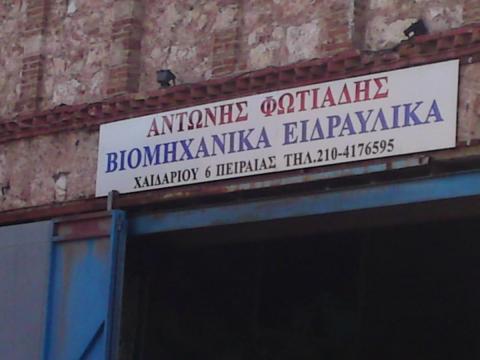 ΑΝΤΩΝΗΣ ΦΩΤΙΑΔΗΣ
ΒΙΟΜΗΧΑΝΙΚΑ ΕΙΔΡΑΥΛΙΚΑ
ΧΑΙΔΑΡΙΟΥ 6 ΠΕΙΡΑΙΑΣ ΤΗΛ.210-4176595